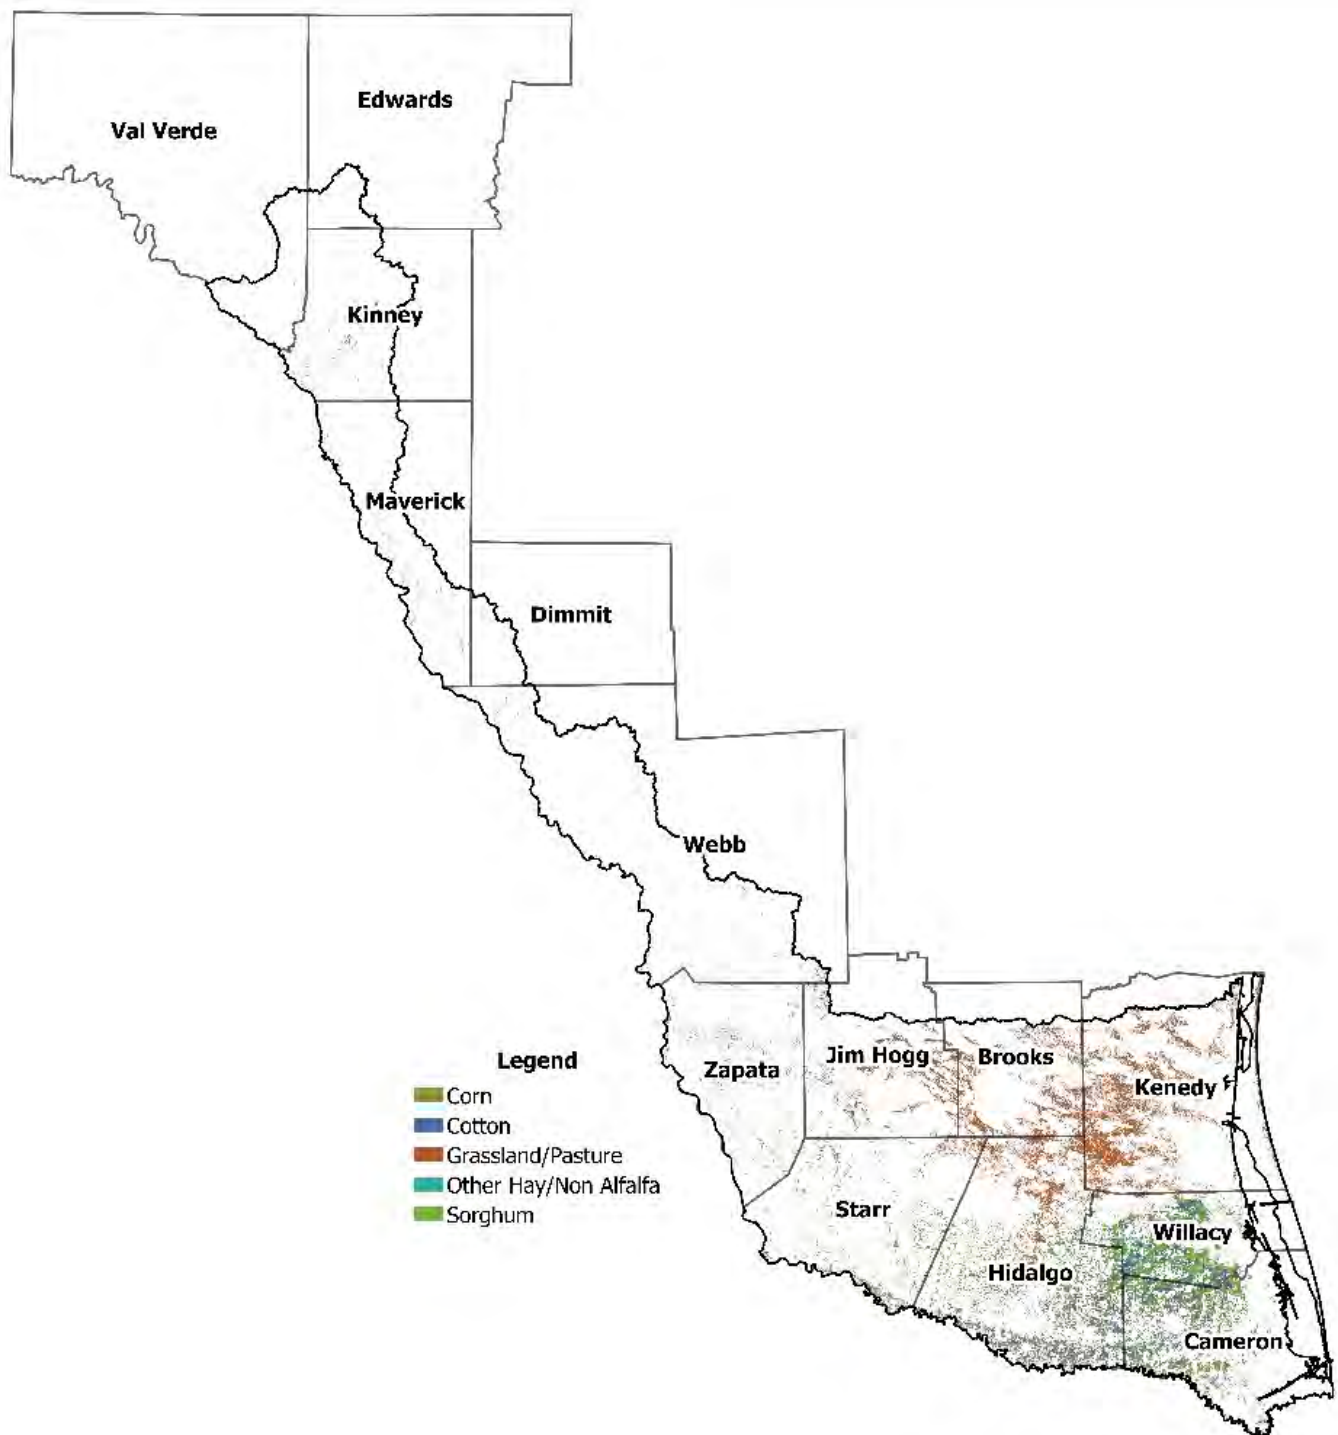 Edwards
Val Verde
Kinney
Maverick
Dimmit
Webb
Jim Hogg
Brooks
Zapata
Kenedy
Legend
Corn
Cotton
Grassland/Pasture
Other Hay/Non Alfalfa
Sorghum
Starr
Willacy
Hidalgo
Cameron